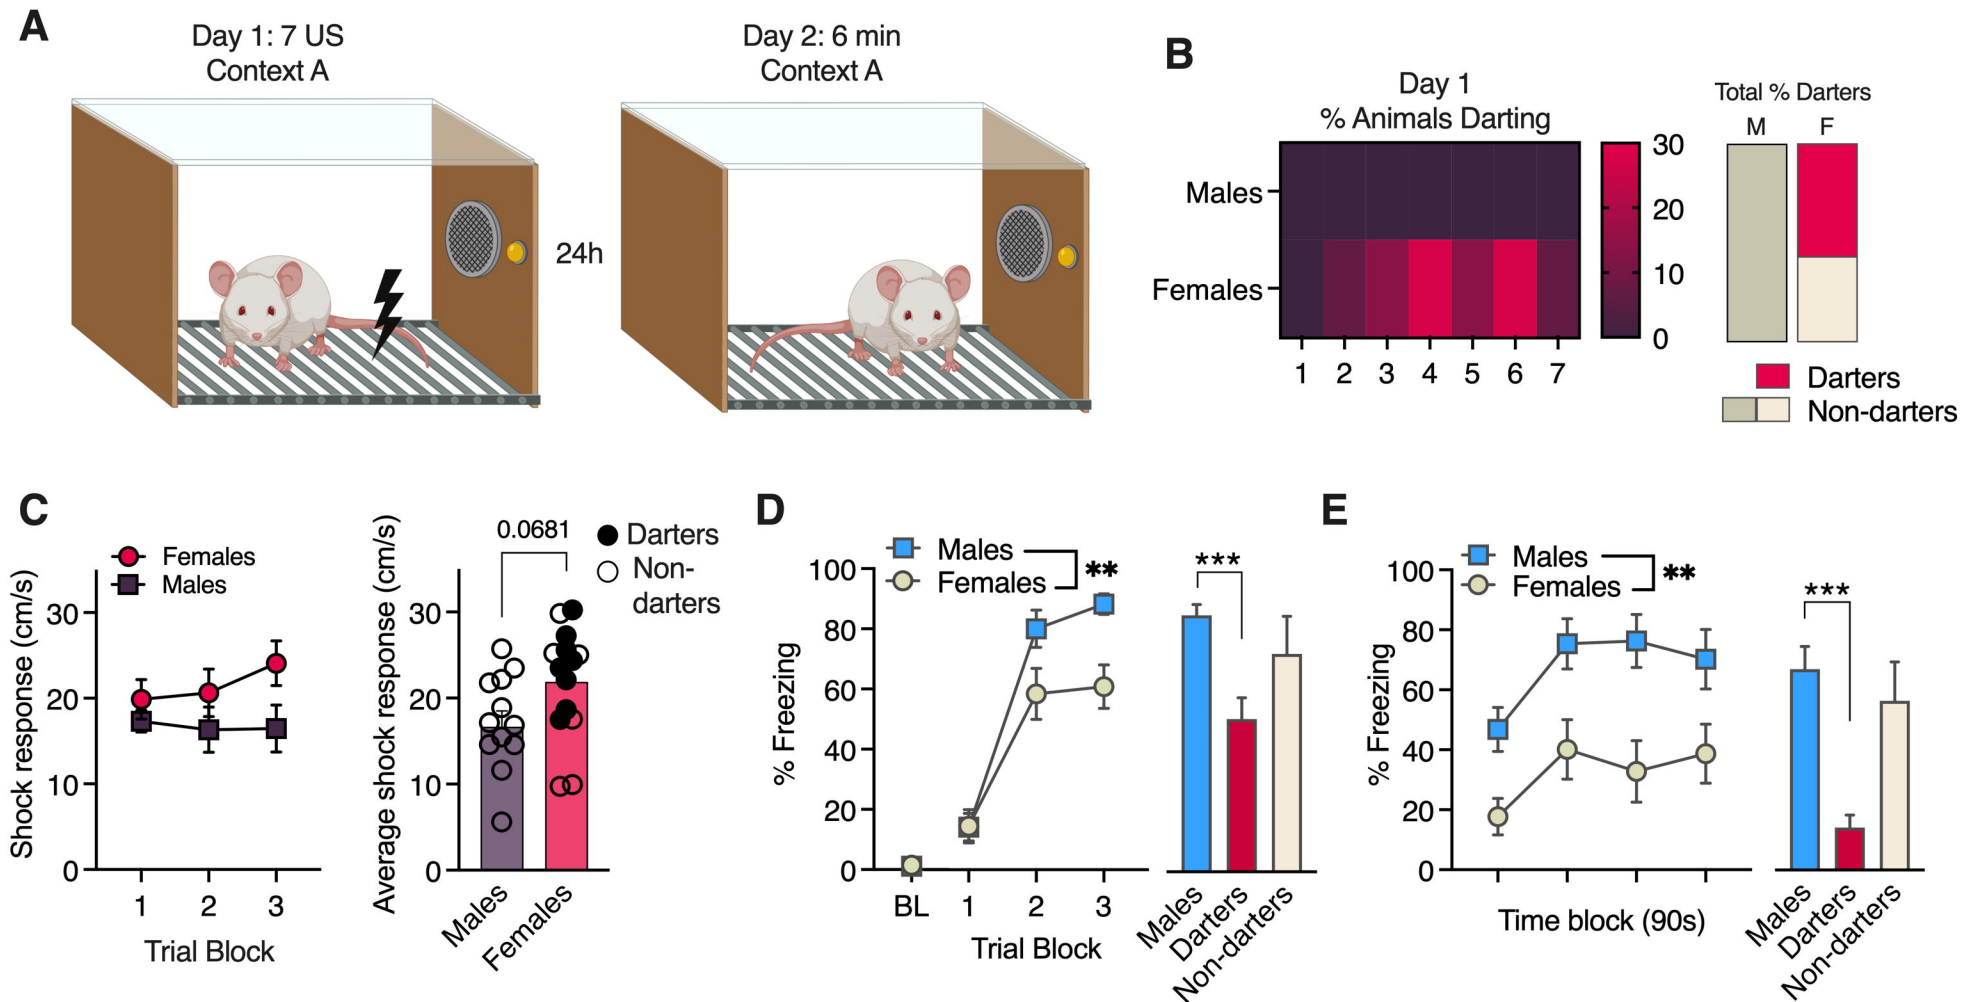 A
Day 1: 7 US
Context A
24h
Day 2: 6 min
Context A
B
Day 1
% Animals Darting
Males
Females
1 2 3 4 5 6 7
30
20
10
0
Total % Darters
M F
Darters
Non-darters
C
Females
Males
Shock response (cm/s)
30
20
10
0
1 2 3
Trial Block
Average shock response (cm/s)
30
20
10
0
0.0681
Darters
Non-
darters
Males
Females
D
Males
Females
**
% Freezing
100
80
60
40
20
0
BL 1 2 3
Trial Block
***
Males
Darters
Non-darters
E
Males
Females
**
% Freezing
100
80
60
40
20
0
Time block (90s)
***
Males
Darters
Non-darters